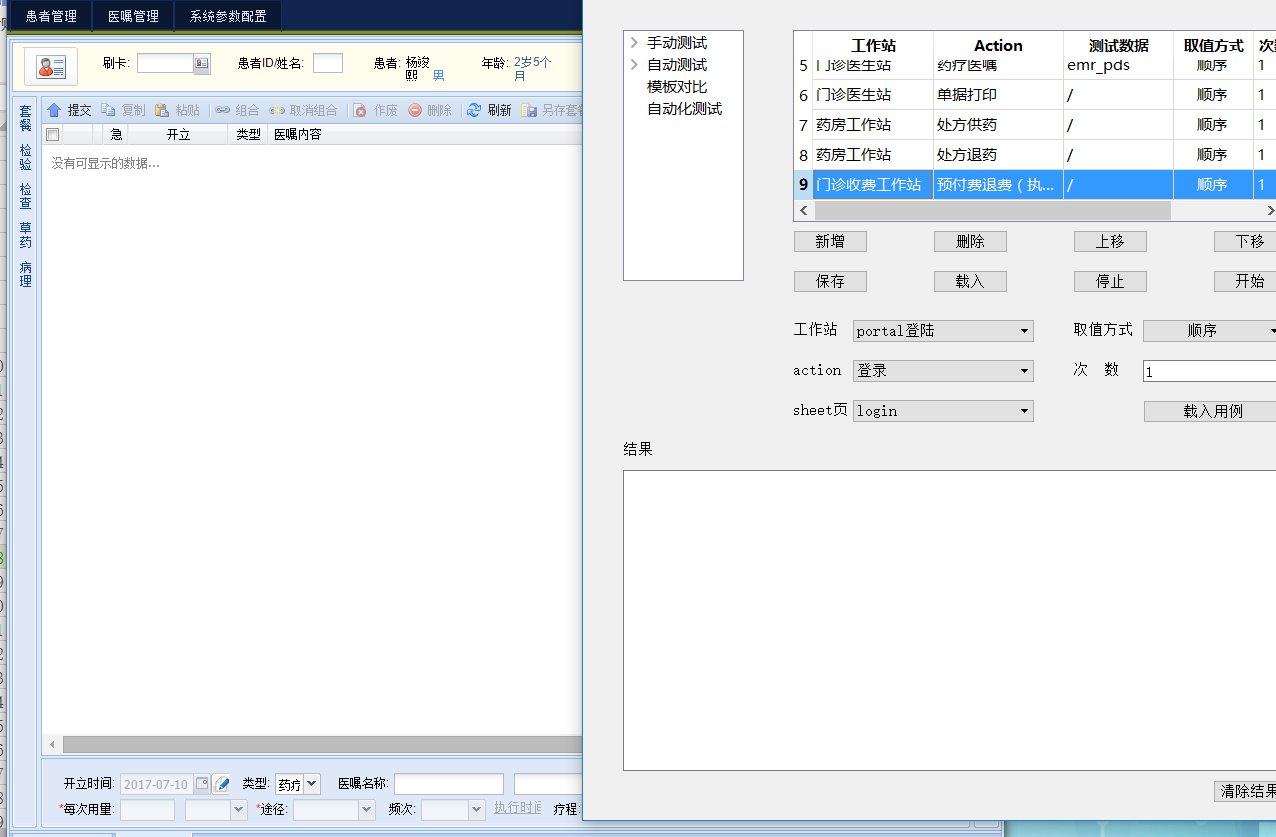 患者管理 医嘱管理 系统参数配置
刷卡: 患者ID/姓名: 患者: 杨骏熙 男 年龄: 2岁5个月
套餐
检验
检查
草药
病理
提交 复制 粘贴 组合 取消组合 作废 删除 刷新 另存套餐
急 开立 类型 医嘱内容
没有可显示的数据...
开立时间: 2017-07-10 类型: 药疗 医嘱名称:
*每次用量: *途径: 频次: 执行时间 疗程:
手动测试
自动测试
模板对比
自动化测试
工作站 Action 测试数据 取值方式 次
5 门诊医生站 药疗医嘱 emr_pds 顺序 1
6 门诊医生站 单据打印 / 顺序 1
7 药房工作站 处方供药 / 顺序 1
8 药房工作站 处方退药 / 顺序 1
9 门诊收费工作站 预付费退费（执... / 顺序 1
新增 删除 上移 下移
保存 载入 停止 开始
工作站 portal登陆 取值方式 顺序
action 登录 次 数 1
sheet页 login 载入用例
结果
清除结果